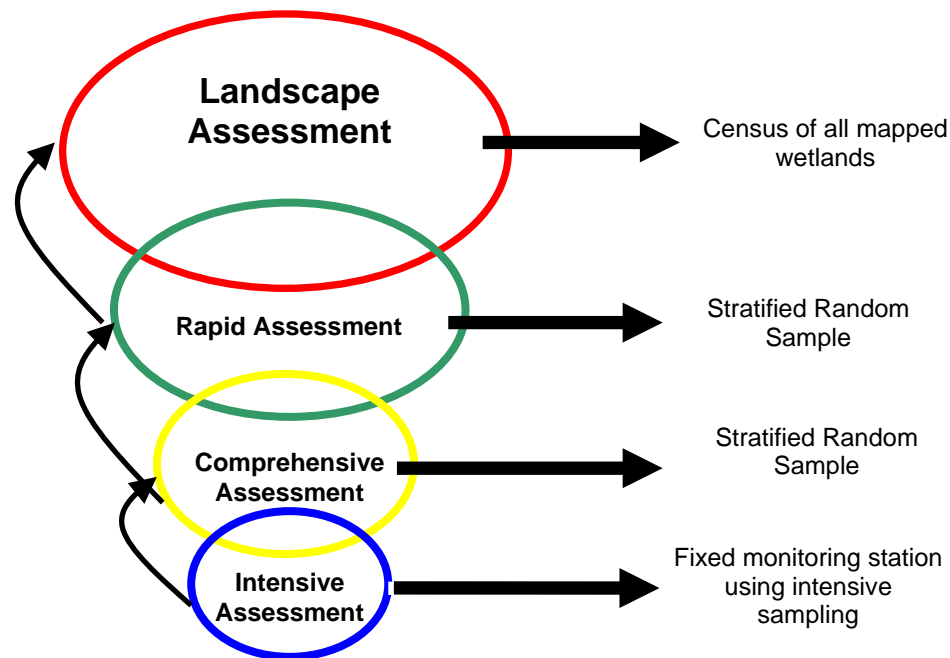 Landscape
Assessment
Census of all mapped
wetlands
Rapid Assessment
Stratified Random
Sample
Comprehensive
Assessment
Stratified Random
Sample
Intensive
Assessment
Fixed monitoring station
using intensive
sampling